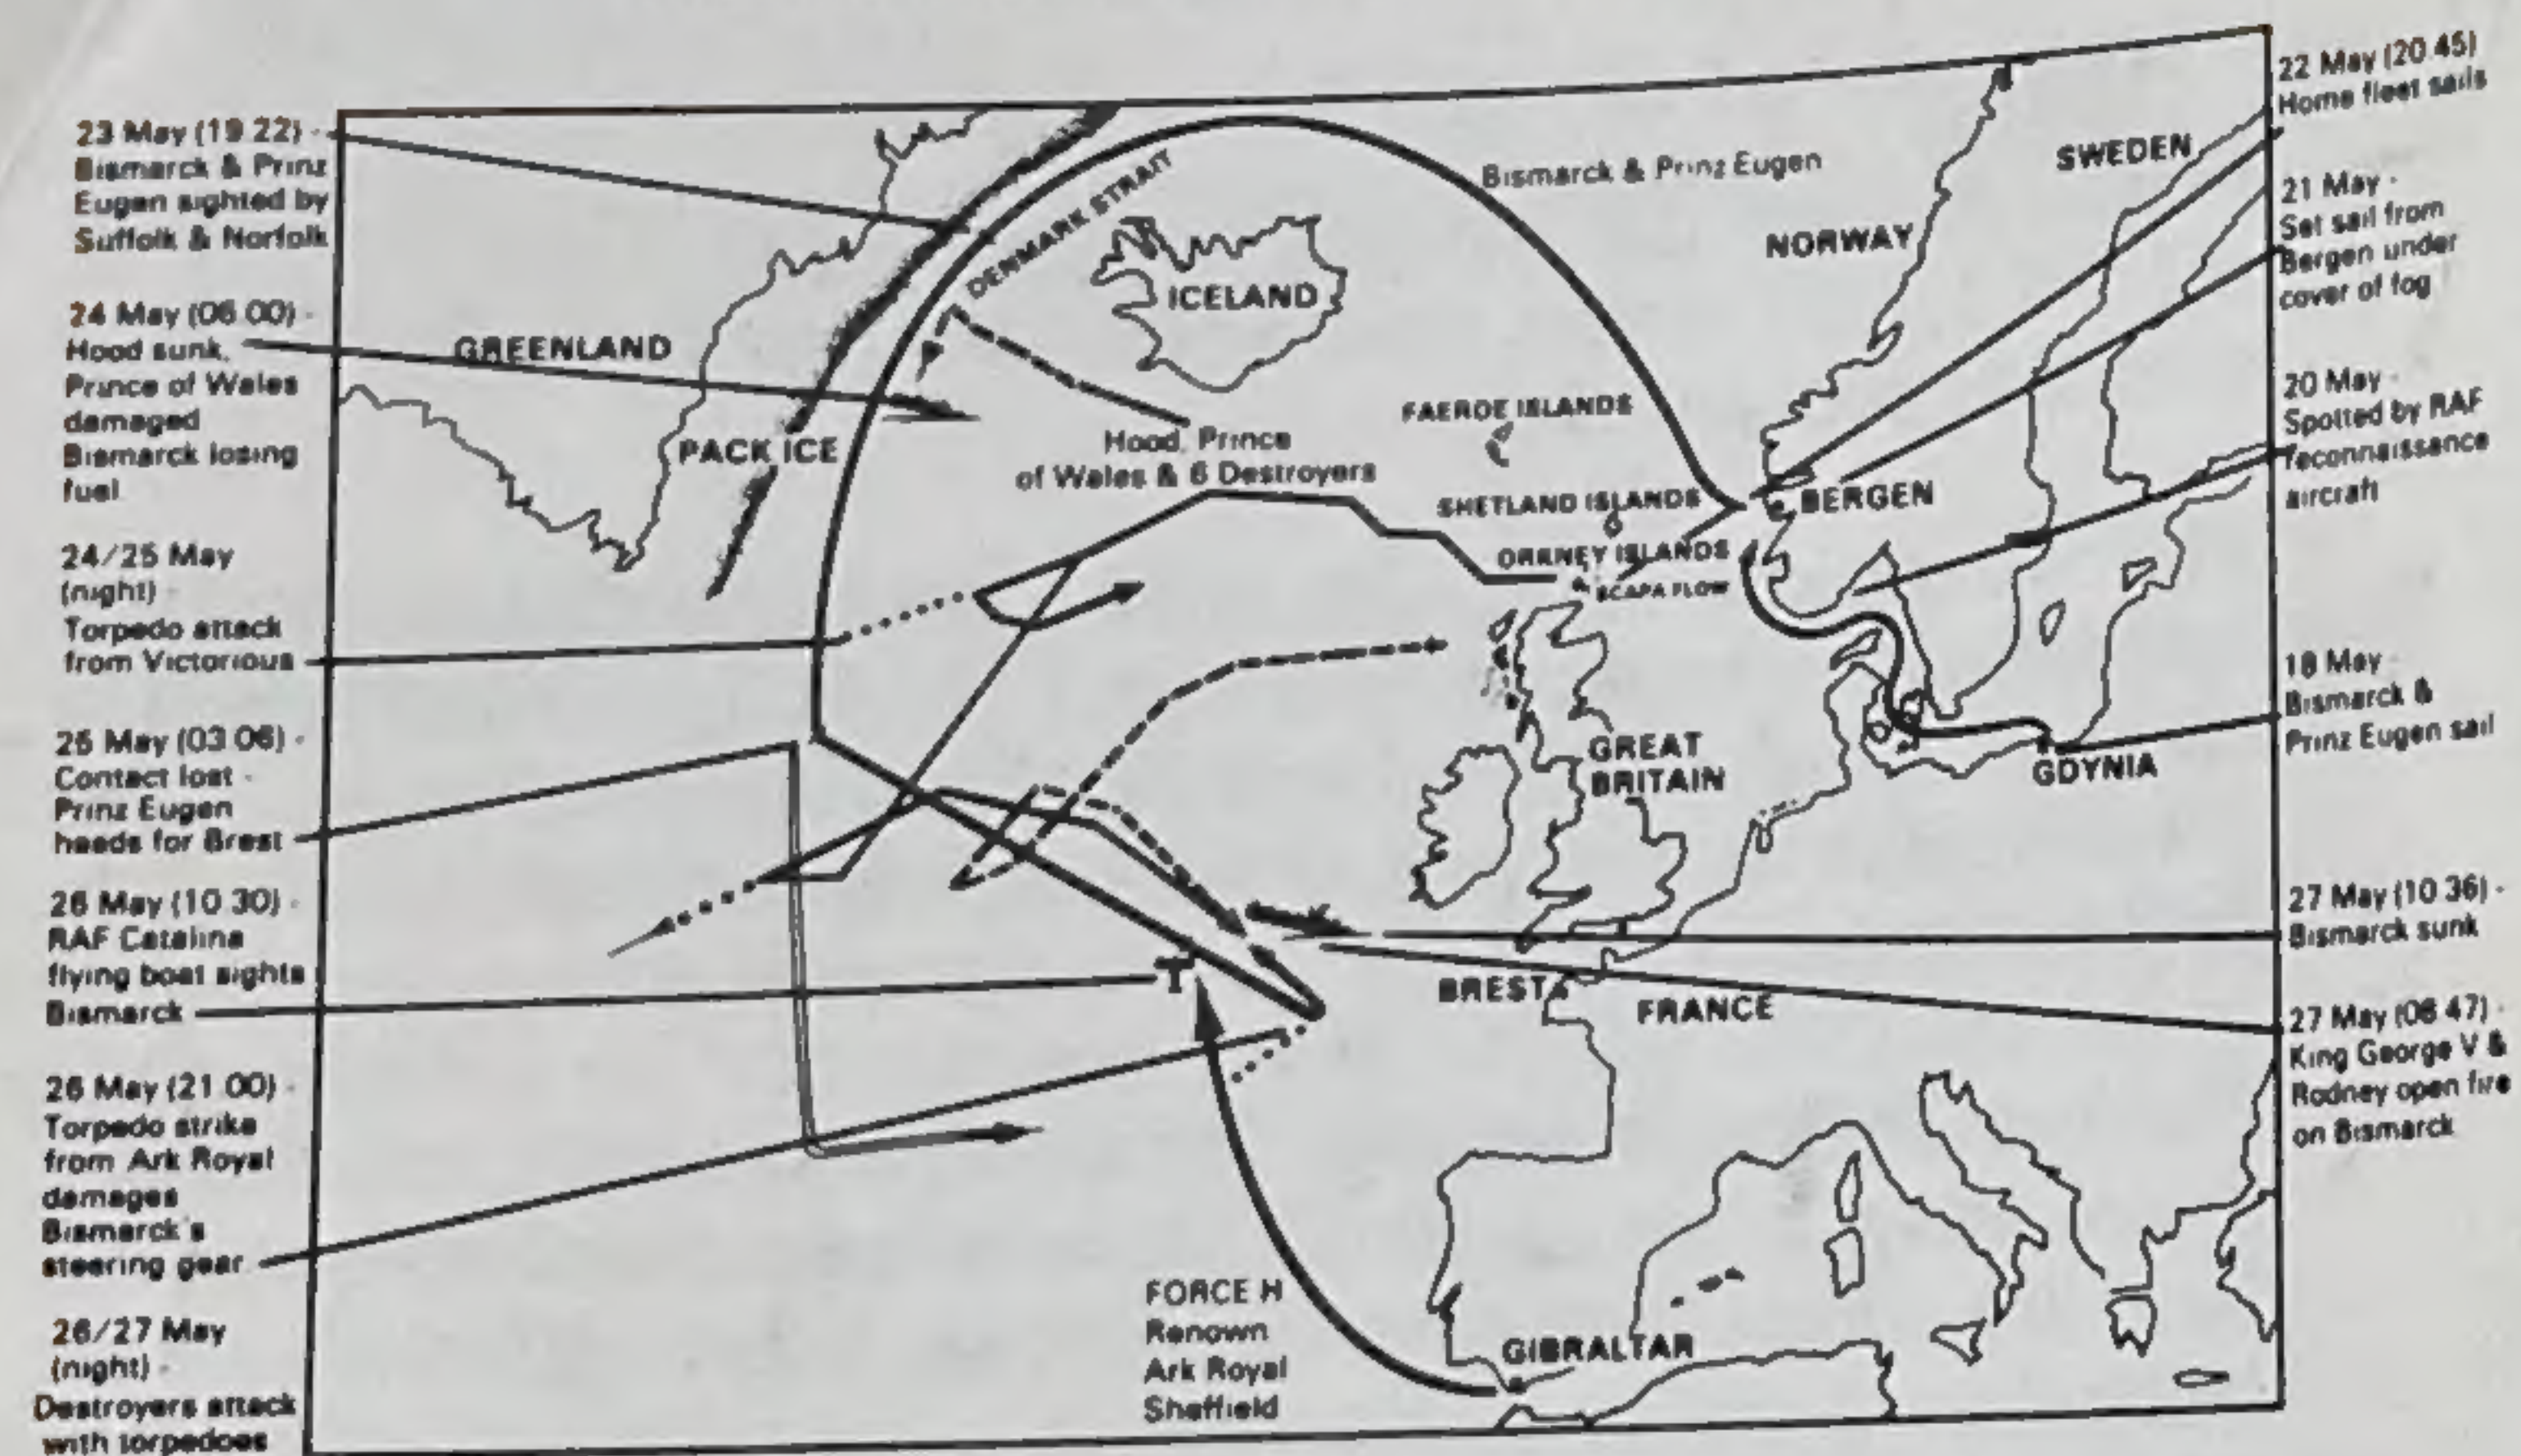 23 May (19 22) -
Bismarck & Prinz
Eugen sighted by
Suffolk & Norfolk
24 May (06 00) -
Hood sunk,
Prince of Wales
damaged
Bismarck losing
fuel
24/25 May
(night) -
Torpedo attack
from Victorious
25 May (03 06) -
Contact lost -
Prinz Eugen
heads for Brest
26 May (10 30) -
RAF Catalina
flying boat sights
Bismarck
26 May (21 00) -
Torpedo strike
from Ark Royal
damages
Bismarck's
steering gear
26/27 May
(night) -
Destroyers attack
with torpedoes
GREENLAND
PACK ICE
DENMARK STRAIT
ICELAND
Bismarck & Prinz Eugen
NORWAY
SWEDEN
Hood, Prince
of Wales & 6 Destroyers
FAEROE ISLANDS
SHETLAND ISLANDS
ORKNEY ISLANDS
SCAPA FLOW
BERGEN
GREAT
BRITAIN
GDYNIA
BREST
FRANCE
FORCE H
Renown
Ark Royal
Sheffield
GIBRALTAR
22 May (20 45)
Home fleet sails
21 May -
Set sail from
Bergen under
cover of fog
20 May -
Spotted by RAF
reconnaissance
aircraft
18 May -
Bismarck &
Prinz Eugen sail
27 May (10 36) -
Bismarck sunk
27 May (08 47) -
King George V &
Rodney open fire
on Bismarck